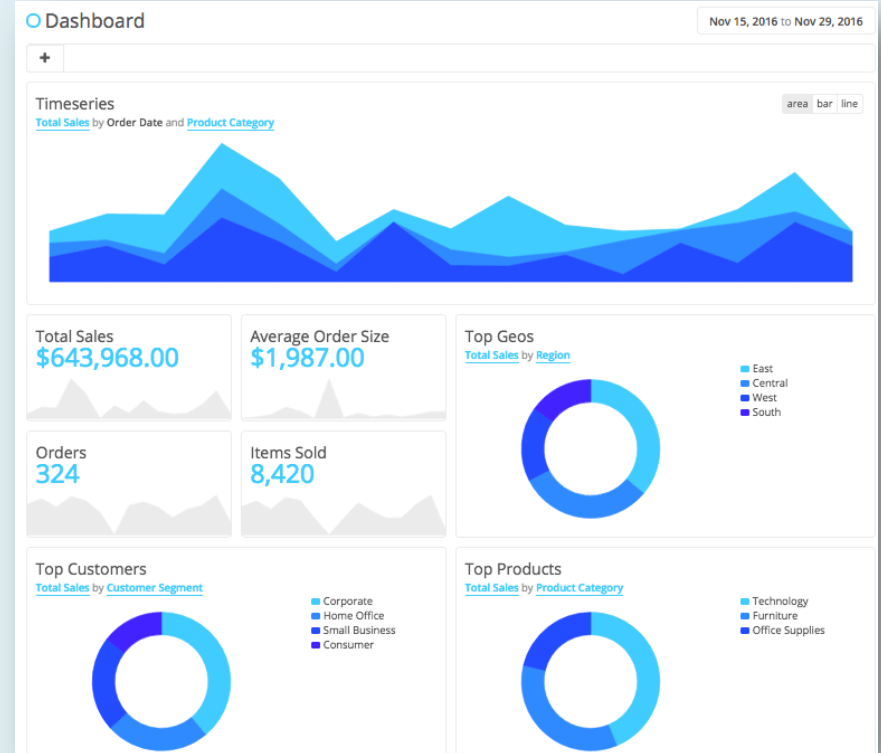 Dashboard
Nov 15, 2016 to Nov 29, 2016
+
Timeseries
area bar line
Total Sales by Order Date and Product Category
Total Sales
$643,968.00
Average Order Size
$1,987.00
Top Geos
Total Sales by Region
East
Central
West
South
Orders
324
Items Sold
8,420
Top Customers
Total Sales by Customer Segment
Corporate
Home Office
Small Business
Consumer
Top Products
Total Sales by Product Category
Technology
Furniture
Office Supplies